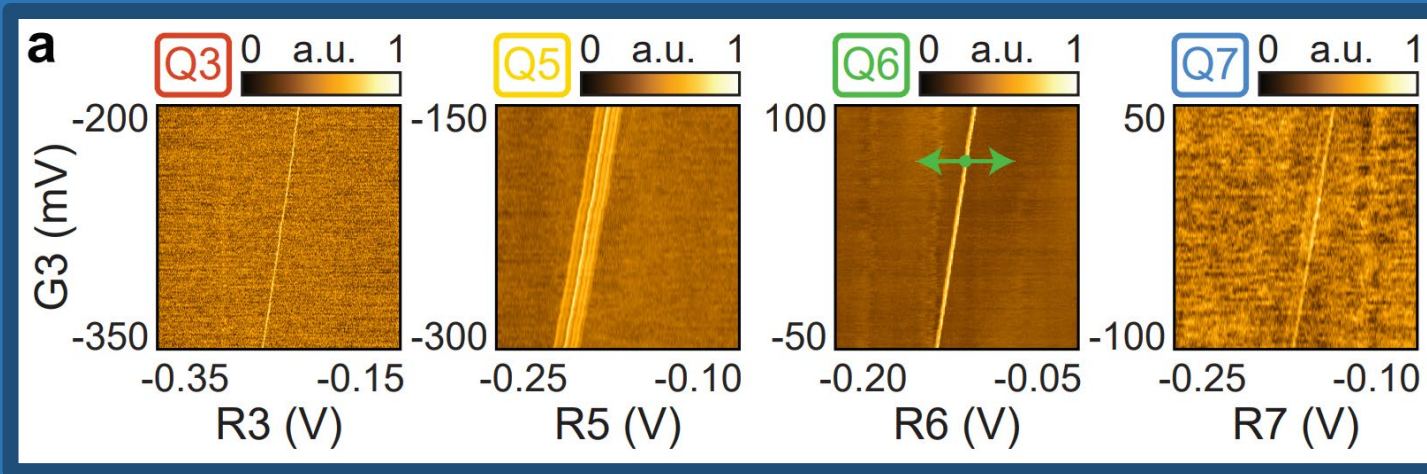 a
Q3 0 a.u. 1
Q5 0 a.u. 1
Q6 0 a.u. 1
Q7 0 a.u. 1
G3 (mV)
-200
-350
-0.35 -0.15
R3 (V)
-150
-300
-0.25 -0.10
R5 (V)
100
-50
-0.20 -0.05
R6 (V)
50
-100
-0.25 -0.10
R7 (V)